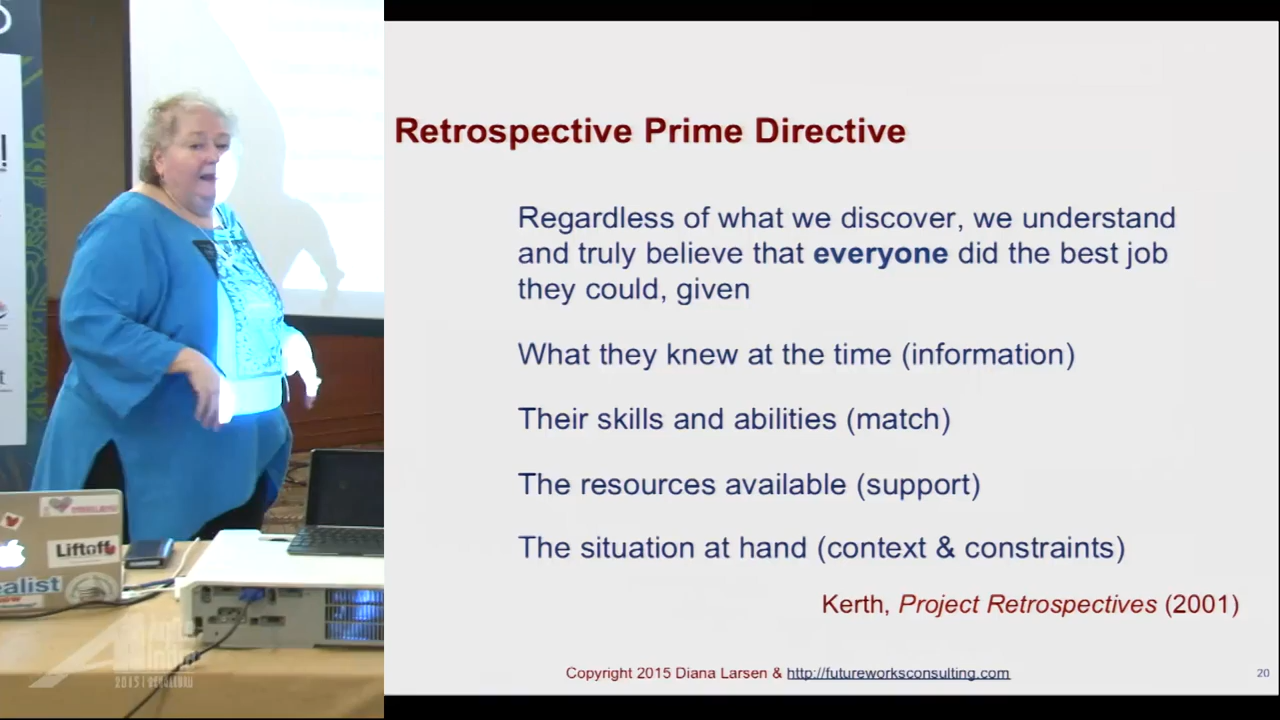 Retrospective Prime Directive
Regardless of what we discover, we understand
and truly believe that everyone did the best job
they could, given
What they knew at the time (information)
Their skills and abilities (match)
The resources available (support)
The situation at hand (context & constraints)
Kerth, Project Retrospectives (2001)
Copyright 2015 Diana Larsen & http://futureworksconsulting.com
20
Liftoff
ealist
2015 | BENGALURU